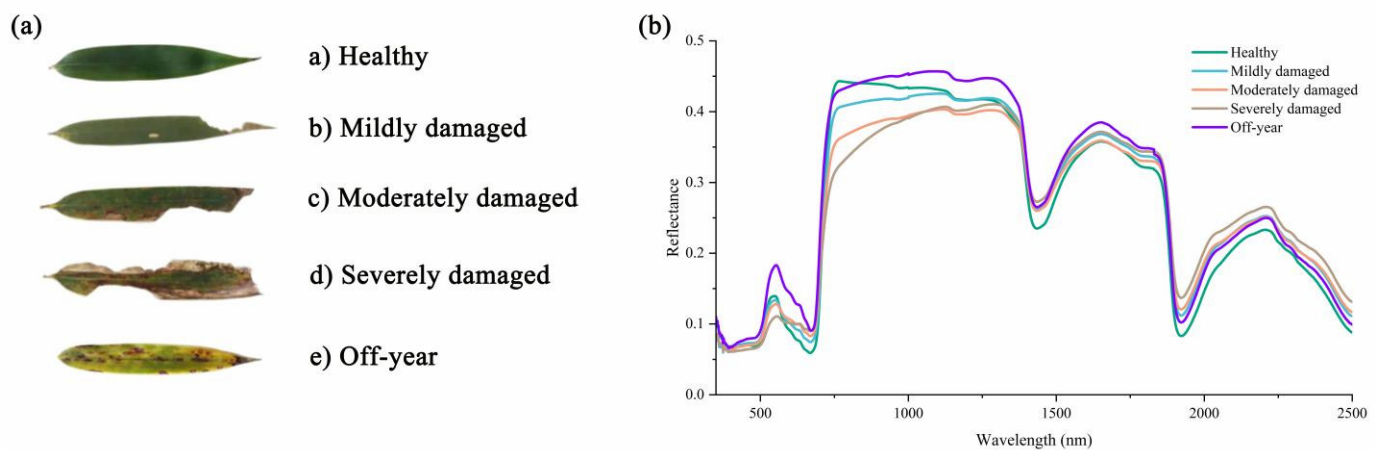 (a)
a) Healthy
b) Mildly damaged
c) Moderately damaged
d) Severely damaged
e) Off-year
(b)
0.5
0.4
0.3
0.2
0.1
0.0
Reflectance
Healthy
Mildly damaged
Moderately damaged
Severely damaged
Off-year
500 1000 1500 2000 2500
Wavelength (nm)